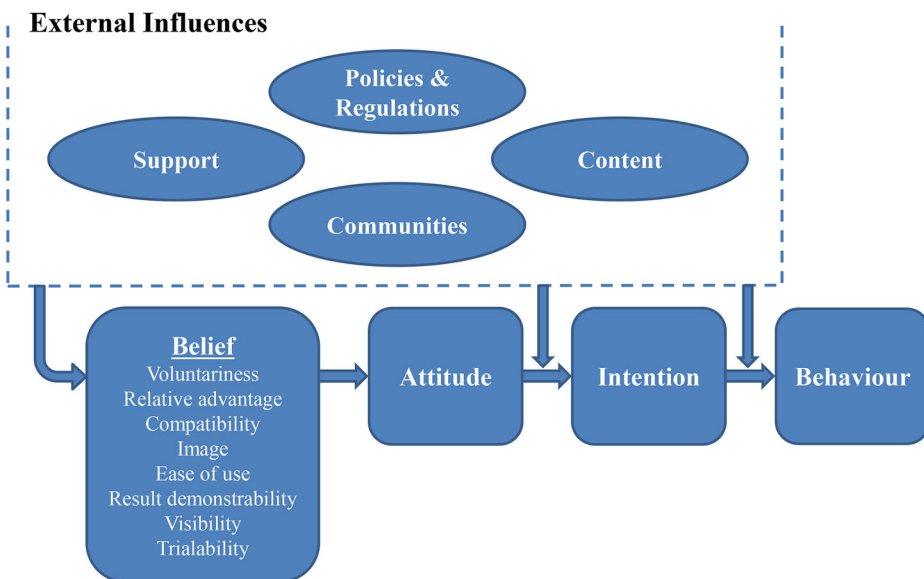 External Influences
Policies &
Regulations
Support
Content
Communities
Belief
Voluntariness
Relative advantage
Compatibility
Image
Ease of use
Result demonstrability
Visibility
Trialability
Attitude
Intention
Behaviour